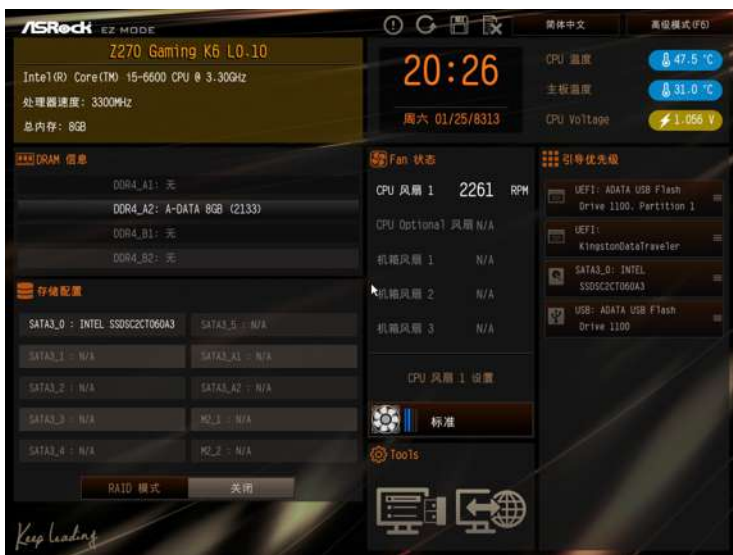 ASRock EZ MODE
简体中文
高级模式(F6)
Z270 Gaming K6 L0.10
Intel(R) Core(TM) i5-6600 CPU @ 3.30GHz
处理器速度: 3300MHz
总内存: 8GB
20:26
周六 01/25/8313
CPU 温度 47.5 °C
主板温度 31.0 °C
CPU Voltage 1.056 V
DRAM 信息
DDR4_A1: 无
DDR4_A2: A-DATA 8GB (2133)
DDR4_B1: 无
DDR4_B2: 无
存储配置
SATA3_0 : INTEL SSDSC2CT060A3 SATA3_5 : N/A
SATA3_1 : N/A SATA3_A1 : N/A
SATA3_2 : N/A SATA3_A2 : N/A
SATA3_3 : N/A M2_1 : N/A
SATA3_4 : N/A M2_2 : N/A
RAID 模式 关闭
Keep Leading
Fan 状态
CPU 风扇 1 2261 RPM
CPU Optional 风扇 N/A
机箱风扇 1 N/A
机箱风扇 2 N/A
机箱风扇 3 N/A
CPU 风扇 1 设置
标准
Tools
引导优先级
UEFI: ADATA USB Flash
Drive 1100, Partition 1
UEFI:
KingstonDataTraveler
SATA3_0: INTEL
SSDSC2CT060A3
USB: ADATA USB Flash
Drive 1100